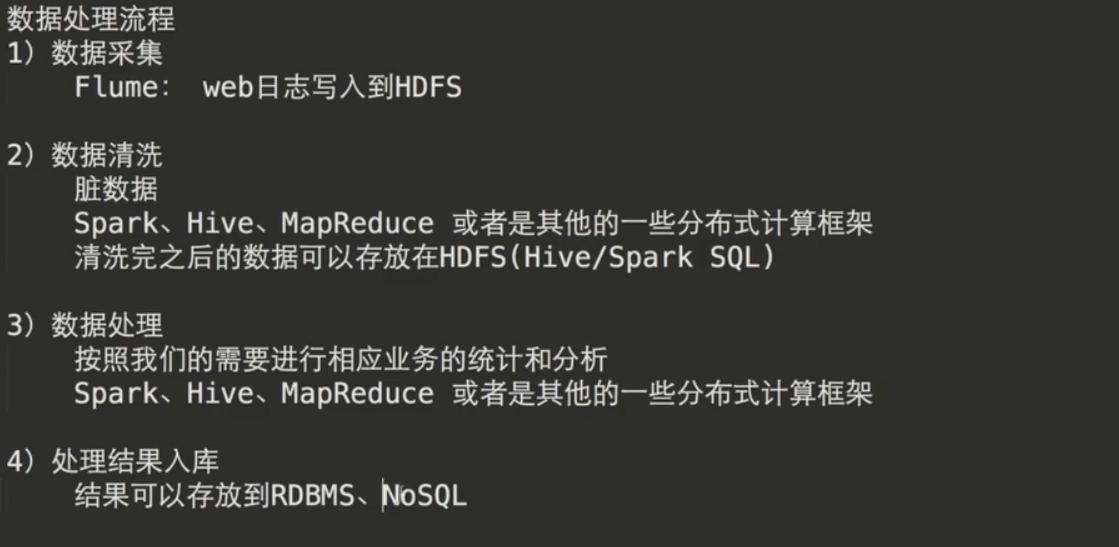 数据处理流程
1）数据采集
Flume： web日志写入到HDFS
2）数据清洗
脏数据
Spark、Hive、MapReduce 或者是其他的一些分布式计算框架
清洗完之后的数据可以存放在HDFS(Hive/Spark SQL)
3）数据处理
按照我们的需要进行相应业务的统计和分析
Spark、Hive、MapReduce 或者是其他的一些分布式计算框架
4）处理结果入库
结果可以存放到RDBMS、NoSQL